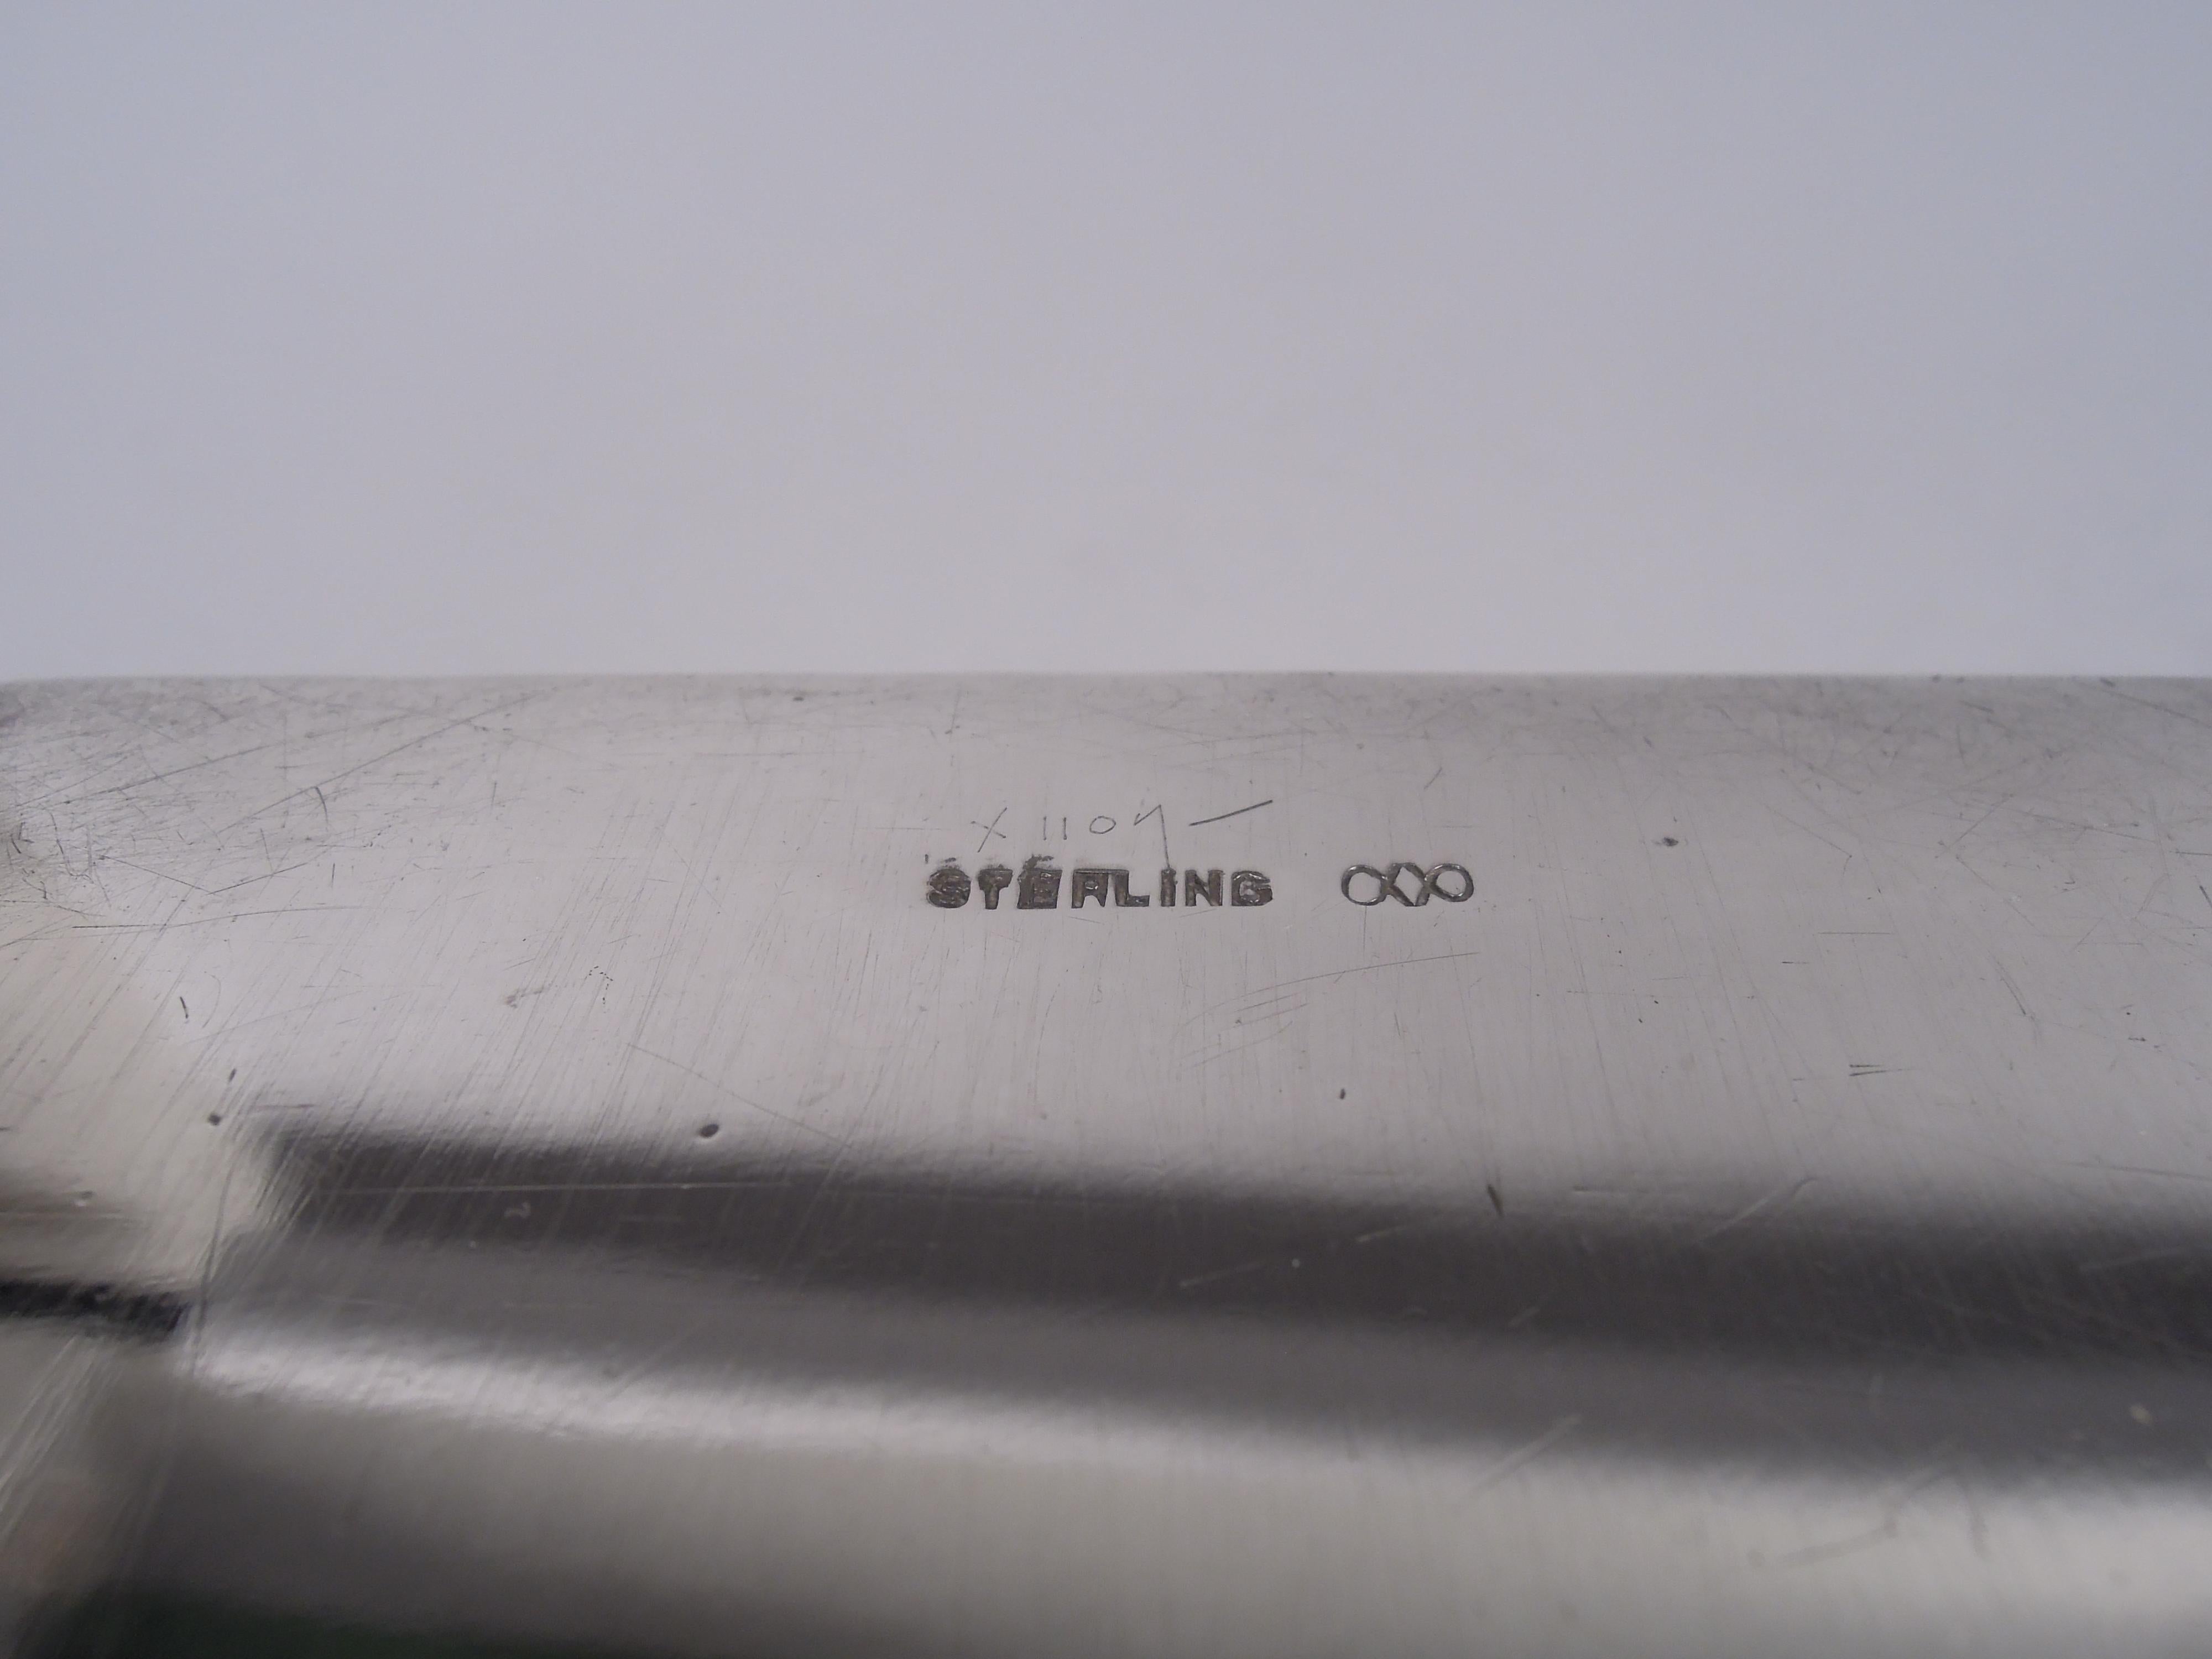 X1104 –
STERLING